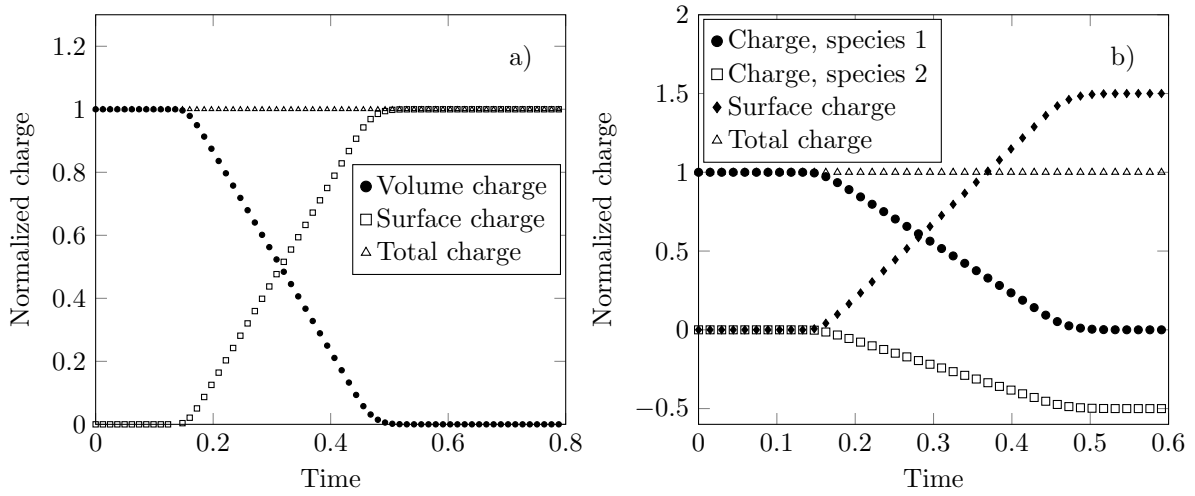 a)
Normalized charge
1.2
1
0.8
0.6
0.4
0.2
0
Volume charge
Surface charge
Total charge
0 0.2 0.4 0.6 0.8
Time
b)
Normalized charge
2
1.5
1
0.5
0
−0.5
Charge, species 1
Charge, species 2
Surface charge
Total charge
0 0.1 0.2 0.3 0.4 0.5 0.6
Time